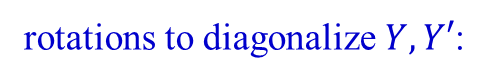 rotations to diagonalize Y, Y′: